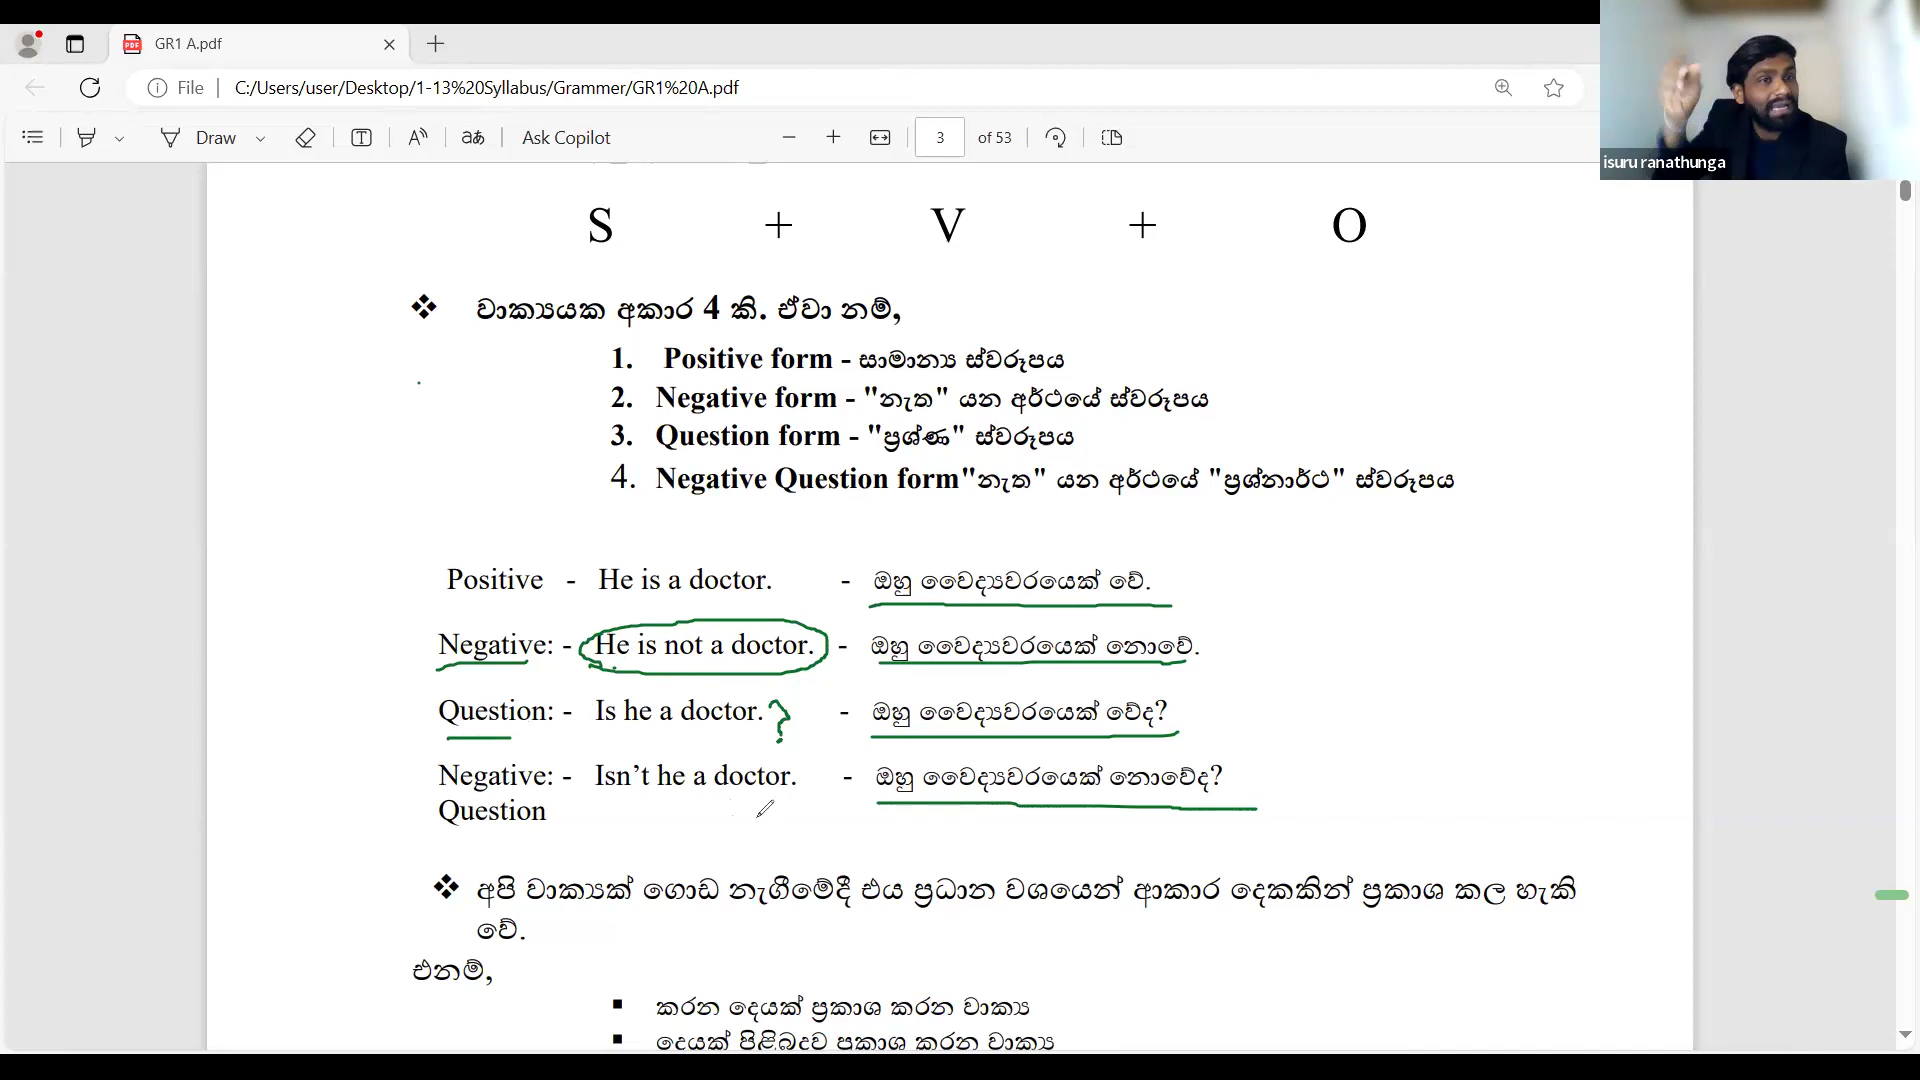 GR1 A.pdf
File C:/Users/user/Desktop/1-13%20Syllabus/Grammer/GR1%20A.pdf
Draw Ask Copilot 3 of 53
isuru ranathunga
S + V + O
❖ වාක්‍යයක අකාර 4 කි. ඒවා නම්,
1. Positive form - සාමාන්‍ය ස්වරූපය
2. Negative form - "නැත" යන අර්ථයේ ස්වරූපය
3. Question form - "ප්‍රශ්ණ" ස්වරූපය
4. Negative Question form"නැත" යන අර්ථයේ "ප්‍රශ්නාර්ථ" ස්වරූපය
Positive - He is a doctor. - ඔහු වෛද්‍යවරයෙක් වේ.
Negative: - He is not a doctor. - ඔහු වෛද්‍යවරයෙක් නොවේ.
Question: - Is he a doctor. ? - ඔහු වෛද්‍යවරයෙක් වේද?
Negative: - Isn’t he a doctor. - ඔහු වෛද්‍යවරයෙක් නොවේද?
Question
❖ අපි වාක්‍යක් ගොඩ නැගීමේදී එය ප්‍රධාන වශයෙන් ආකාර දෙකකින් ප්‍රකාශ කල හැකි
වේ.
එනම්,
▪ කරන දෙයක් ප්‍රකාශ කරන වාක්‍ය
▪ දෙයක් පිළිබදව ප්‍රකාශ කරන වාක්‍ය